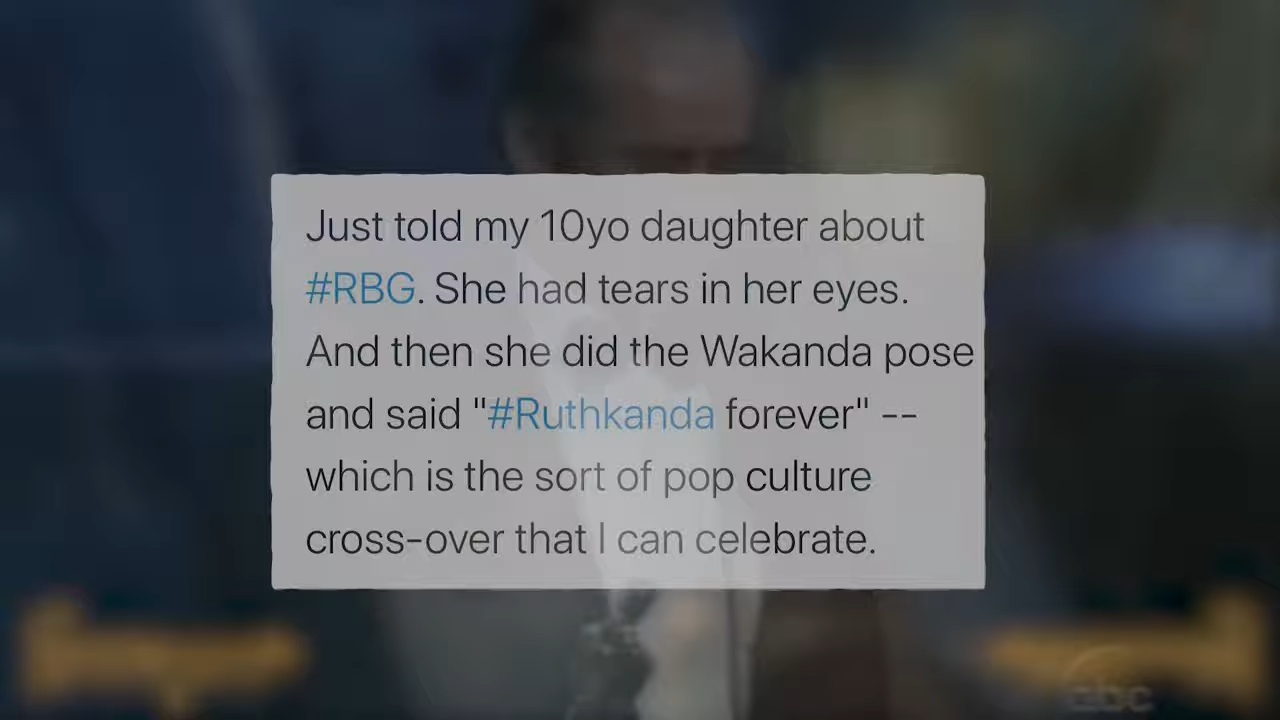 Just told my 10yo daughter about
#RBG. She had tears in her eyes.
And then she did the Wakanda pose
and said "#Ruthkanda forever" --
which is the sort of pop culture
cross-over that I can celebrate.
abc